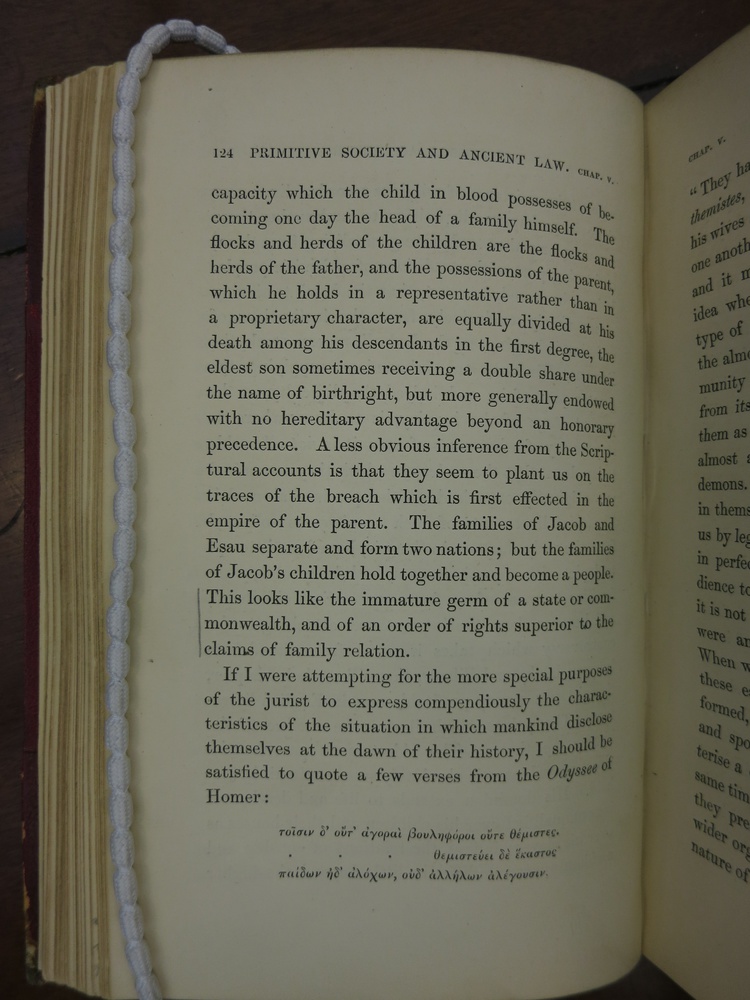 124 PRIMITIVE SOCIETY AND ANCIENT LAW. CHAP. V.
capacity which the child in blood possesses of be-
coming one day the head of a family himself. The
flocks and herds of the children are the flocks and
herds of the father, and the possessions of the parent,
which he holds in a representative rather than in
a proprietary character, are equally divided at his
death among his descendants in the first degree, the
eldest son sometimes receiving a double share under
the name of birthright, but more generally endowed
with no hereditary advantage beyond an honorary
precedence. A less obvious inference from the Scrip-
tural accounts is that they seem to plant us on the
traces of the breach which is first effected in the
empire of the parent. The families of Jacob and
Esau separate and form two nations; but the families
of Jacob's children hold together and become a people.
This looks like the immature germ of a state or com-
monwealth, and of an order of rights superior to the
claims of family relation.
If I were attempting for the more special purposes
of the jurist to express compendiously the charac-
teristics of the situation in which mankind disclose
themselves at the dawn of their history, I should be
satisfied to quote a few verses from the Odyssee of
Homer:
τοῖσιν δ' οὔτ' ἀγοραὶ βουληφόροι οὔτε θέμιστες.
. . . θεμιστεύει δὲ ἕκαστος
παίδων ἠδ' ἀλόχων, οὐδ' ἀλλήλων ἀλέγουσιν.
CHAP. V.
" They ha
themistes,
his wives
one anoth
and it m
idea whe
type of
the almo
munity
from its
them as
almost a
demons.
in thems
us by leg
in perfec
dience to
it is not
were an
When w
these e
formed,
and spo
terise a
same tim
they pre
wider org
nature of